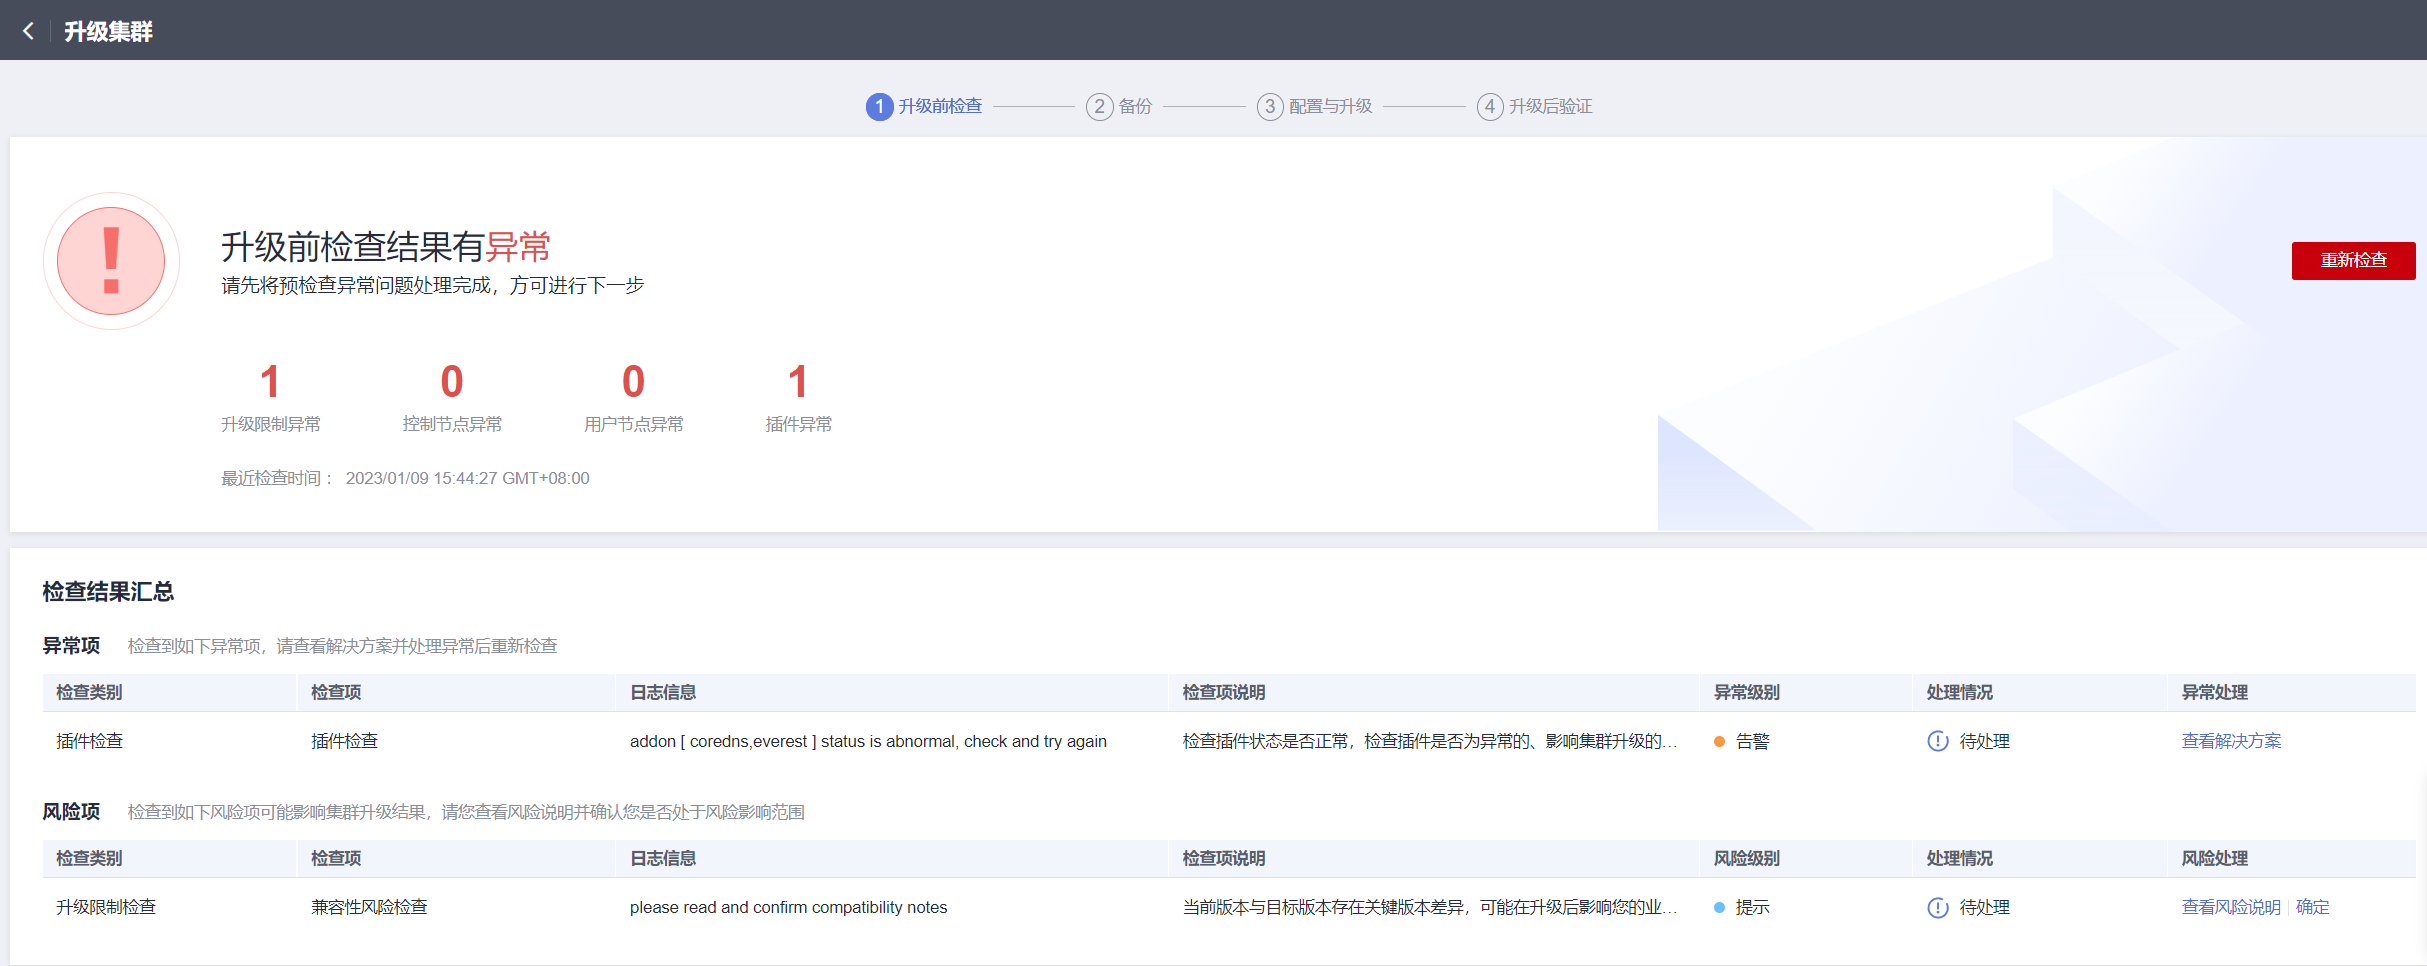 升级集群
1 升级前检查 2 备份 3 配置与升级 4 升级后验证
升级前检查结果有异常
请先将预检查异常问题处理完成，方可进行下一步
重新检查
1 0 0 1
升级限制异常 控制节点异常 用户节点异常 插件异常
最近检查时间： 2023/01/09 15:44:27 GMT+08:00
检查结果汇总
异常项 检查到如下异常项，请查看解决方案并处理异常后重新检查
检查类别 检查项 日志信息 检查项说明 异常级别 处理情况 异常处理
插件检查 插件检查 addon [ coredns,everest ] status is abnormal, check and try again 检查插件状态是否正常，检查插件是否为异常的、影响集群升级的... 告警 待处理 查看解决方案
风险项 检查到如下风险项可能影响集群升级结果，请您查看风险说明并确认您是否处于风险影响范围
检查类别 检查项 日志信息 检查项说明 风险级别 处理情况 风险处理
升级限制检查 兼容性风险检查 please read and confirm compatibility notes 当前版本与目标版本存在关键版本差异，可能在升级后影响您的业... 提示 待处理 查看风险说明 确定